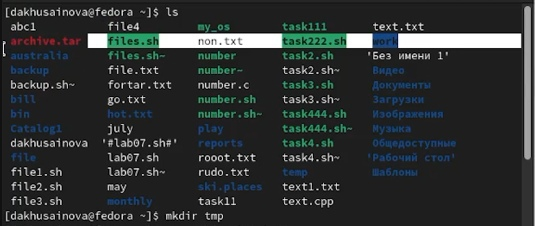 [dakhusainova@fedora ~]$ ls
abc1 file4 my_os task111 text.txt
archive.tar files.sh non.txt task222.sh work
australia files.sh~ number task2.sh 'Без имени 1'
backup file.txt number~ task2.sh~ Видео
backup.sh~ fortar.txt number.c task3.sh Документы
bill go.txt number.sh task3.sh~ Загрузки
bin hot.txt number.sh~ task444.sh Изображения
Catalog1 july play task444.sh~ Музыка
dakhusainova '#lab07.sh#' reports task4.sh Общедоступные
file lab07.sh rooot.txt task4.sh~ 'Рабочий стол'
file1.sh lab07.sh~ rudo.txt temp Шаблоны
file2.sh may ski.places text1.txt
file3.sh monthly task11 text.cpp
[dakhusainova@fedora ~]$ mkdir tmp